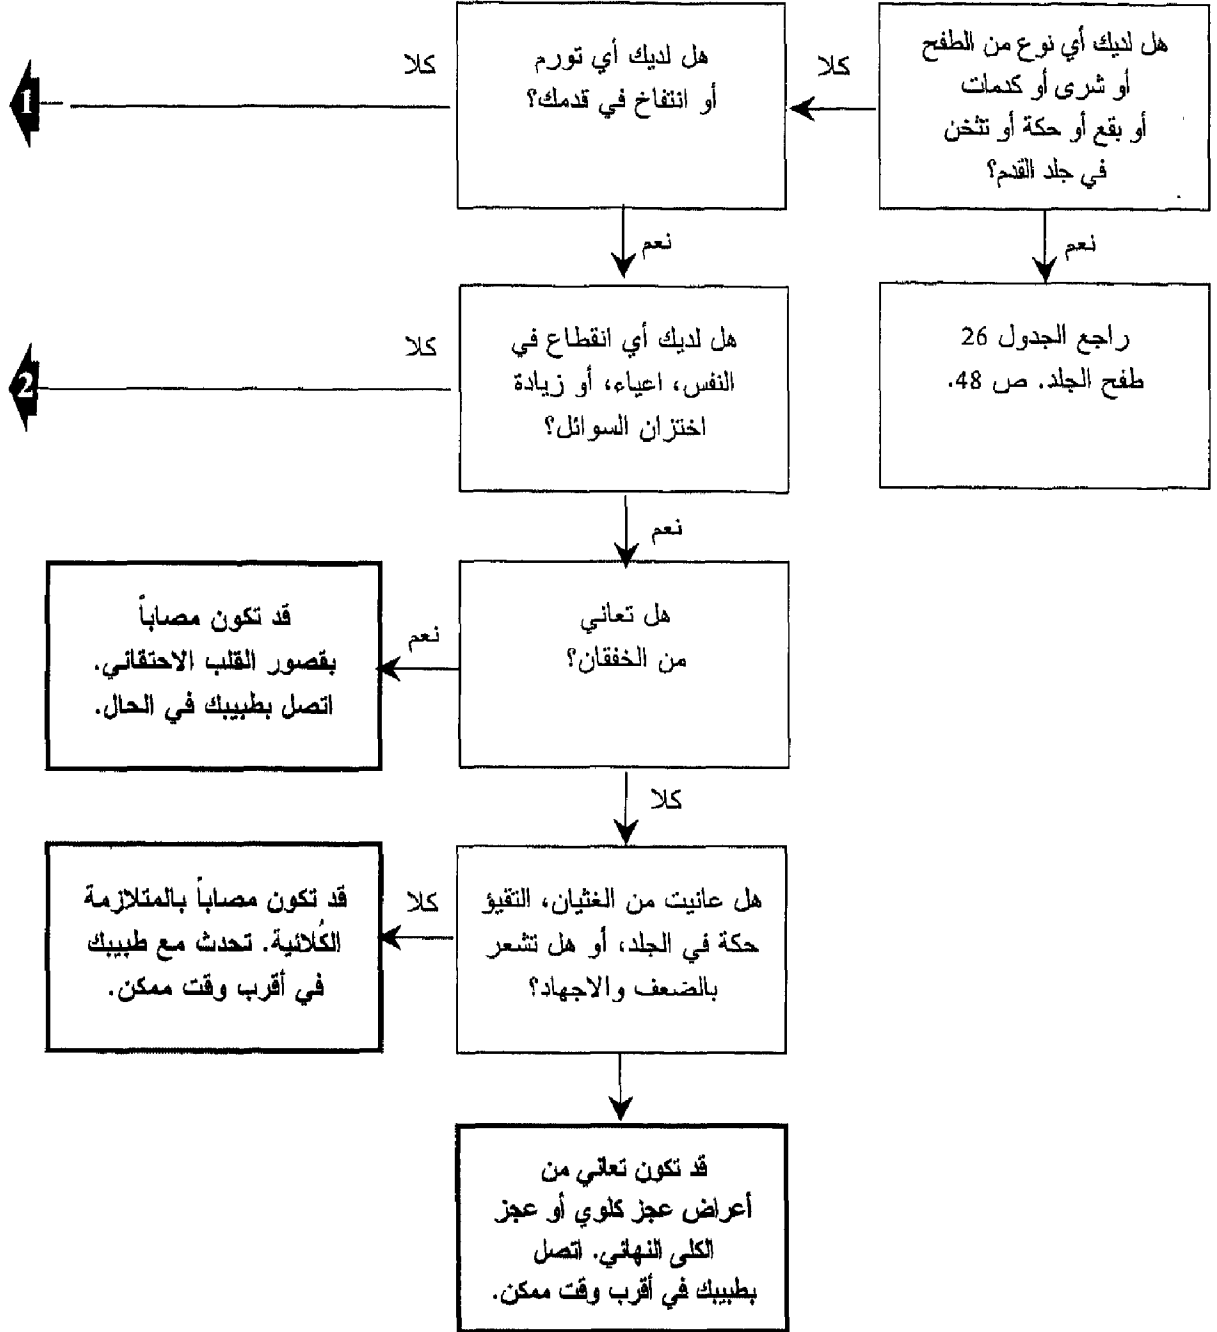 هل لديك أي نوع من الطفح
أو شرى أو كدمات
أو بقع أو حكة أو تثخن
في جلد القدم؟
كلا
هل لديك أي تورم
أو انتفاخ في قدمك؟
كلا
1
نعم
نعم
راجع الجدول 26
طفح الجلد. ص 48.
هل لديك أي انقطاع في
النفس، اعياء، أو زيادة
اختزان السوائل؟
كلا
2
نعم
هل تعاني
من الخفقان؟
نعم
قد تكون مصاباً
بقصور القلب الاحتقاني.
اتصل بطبيبك في الحال.
كلا
هل عانيت من الغثيان، التقيؤ
حكة في الجلد، أو هل تشعر
بالضعف والاجهاد؟
كلا
قد تكون مصاباً بالمتلازمة
الكُلائية. تحدث مع طبيبك
في أقرب وقت ممكن.
قد تكون تعاني من
أعراض عجز كلوي أو عجز
الكلى النهائي. اتصل
بطبيبك في أقرب وقت ممكن.